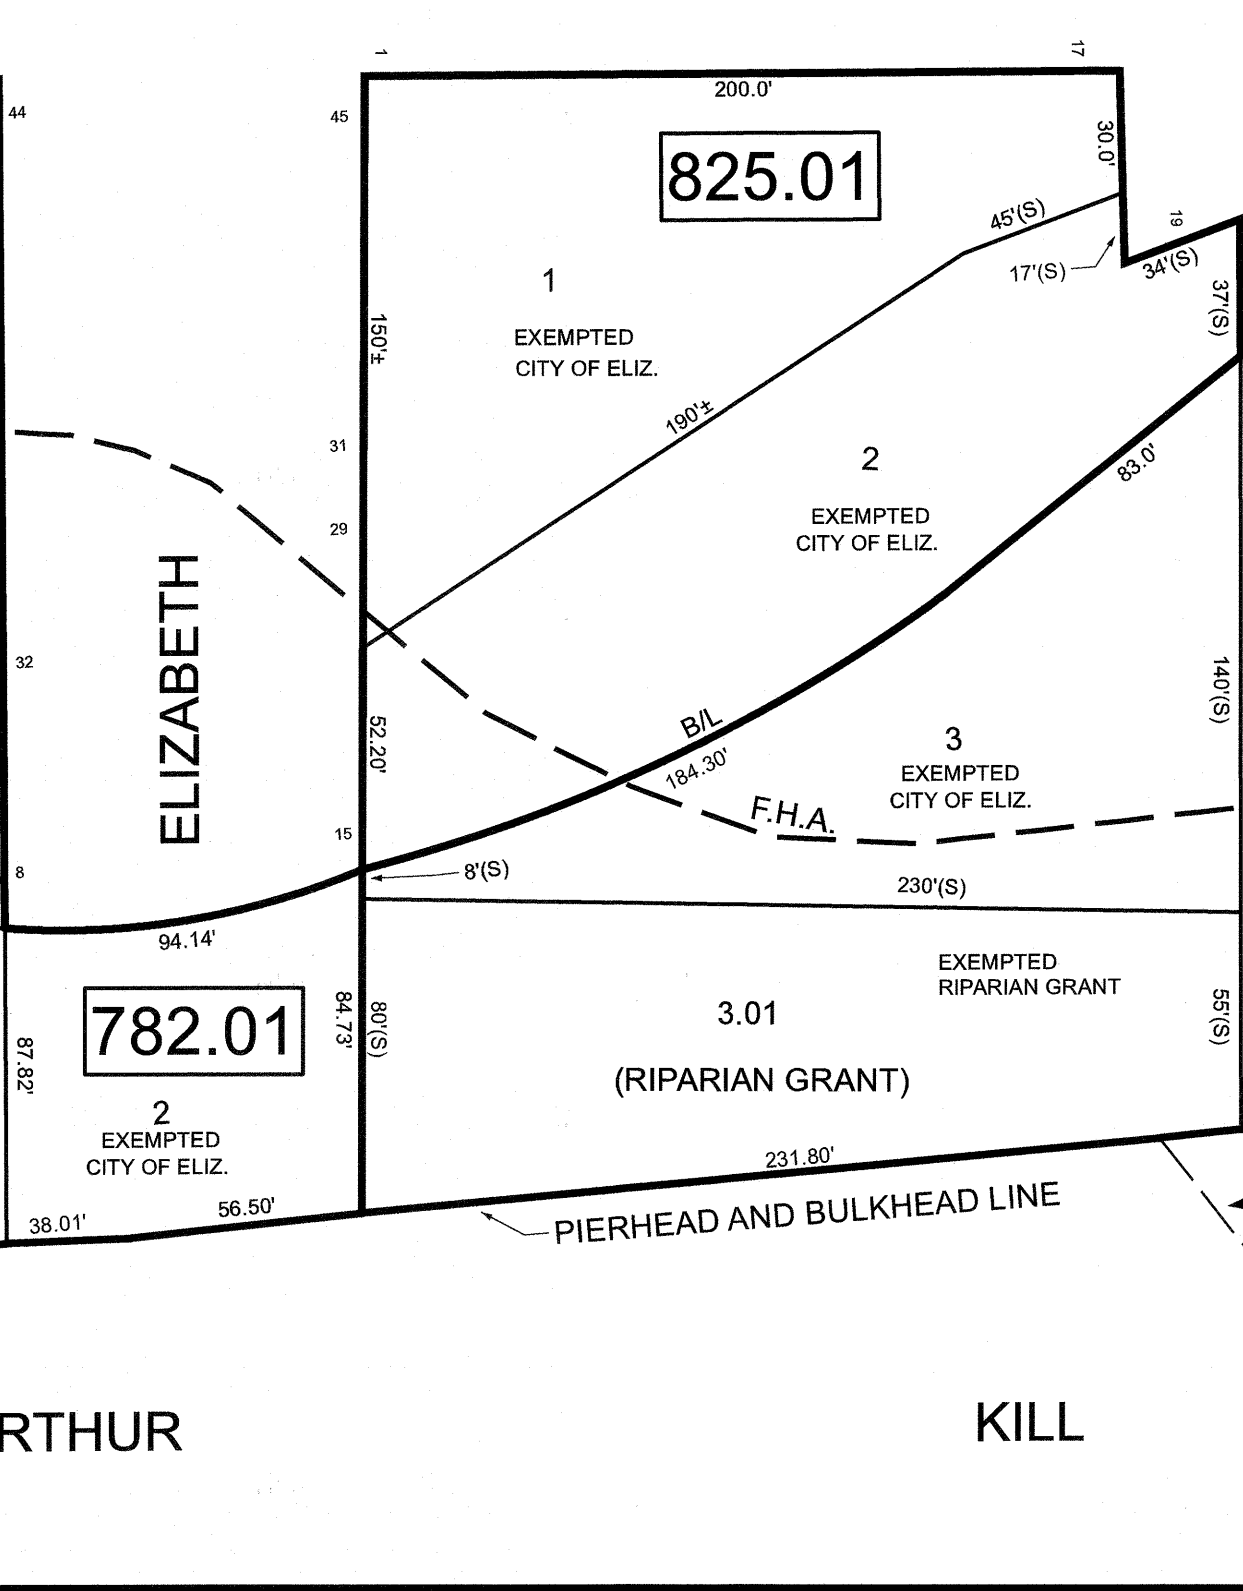 1
17
44
45
200.0'
30.0'
825.01
45'(S)
19
17'(S)
34'(S)
37'(S)
1
EXEMPTED
CITY OF ELIZ.
150'±
190'±
31
2
83.0'
EXEMPTED
CITY OF ELIZ.
29
ELIZABETH
32
140'(S)
52.20'
B/L
184.30'
3
EXEMPTED
CITY OF ELIZ.
F.H.A.
15
8
8'(S)
230'(S)
94.14'
EXEMPTED
RIPARIAN GRANT
782.01
84.73'
80'(S)
3.01
55'(S)
87.82'
(RIPARIAN GRANT)
2
EXEMPTED
CITY OF ELIZ.
231.80'
38.01'
56.50'
PIERHEAD AND BULKHEAD LINE
RTHUR
KILL